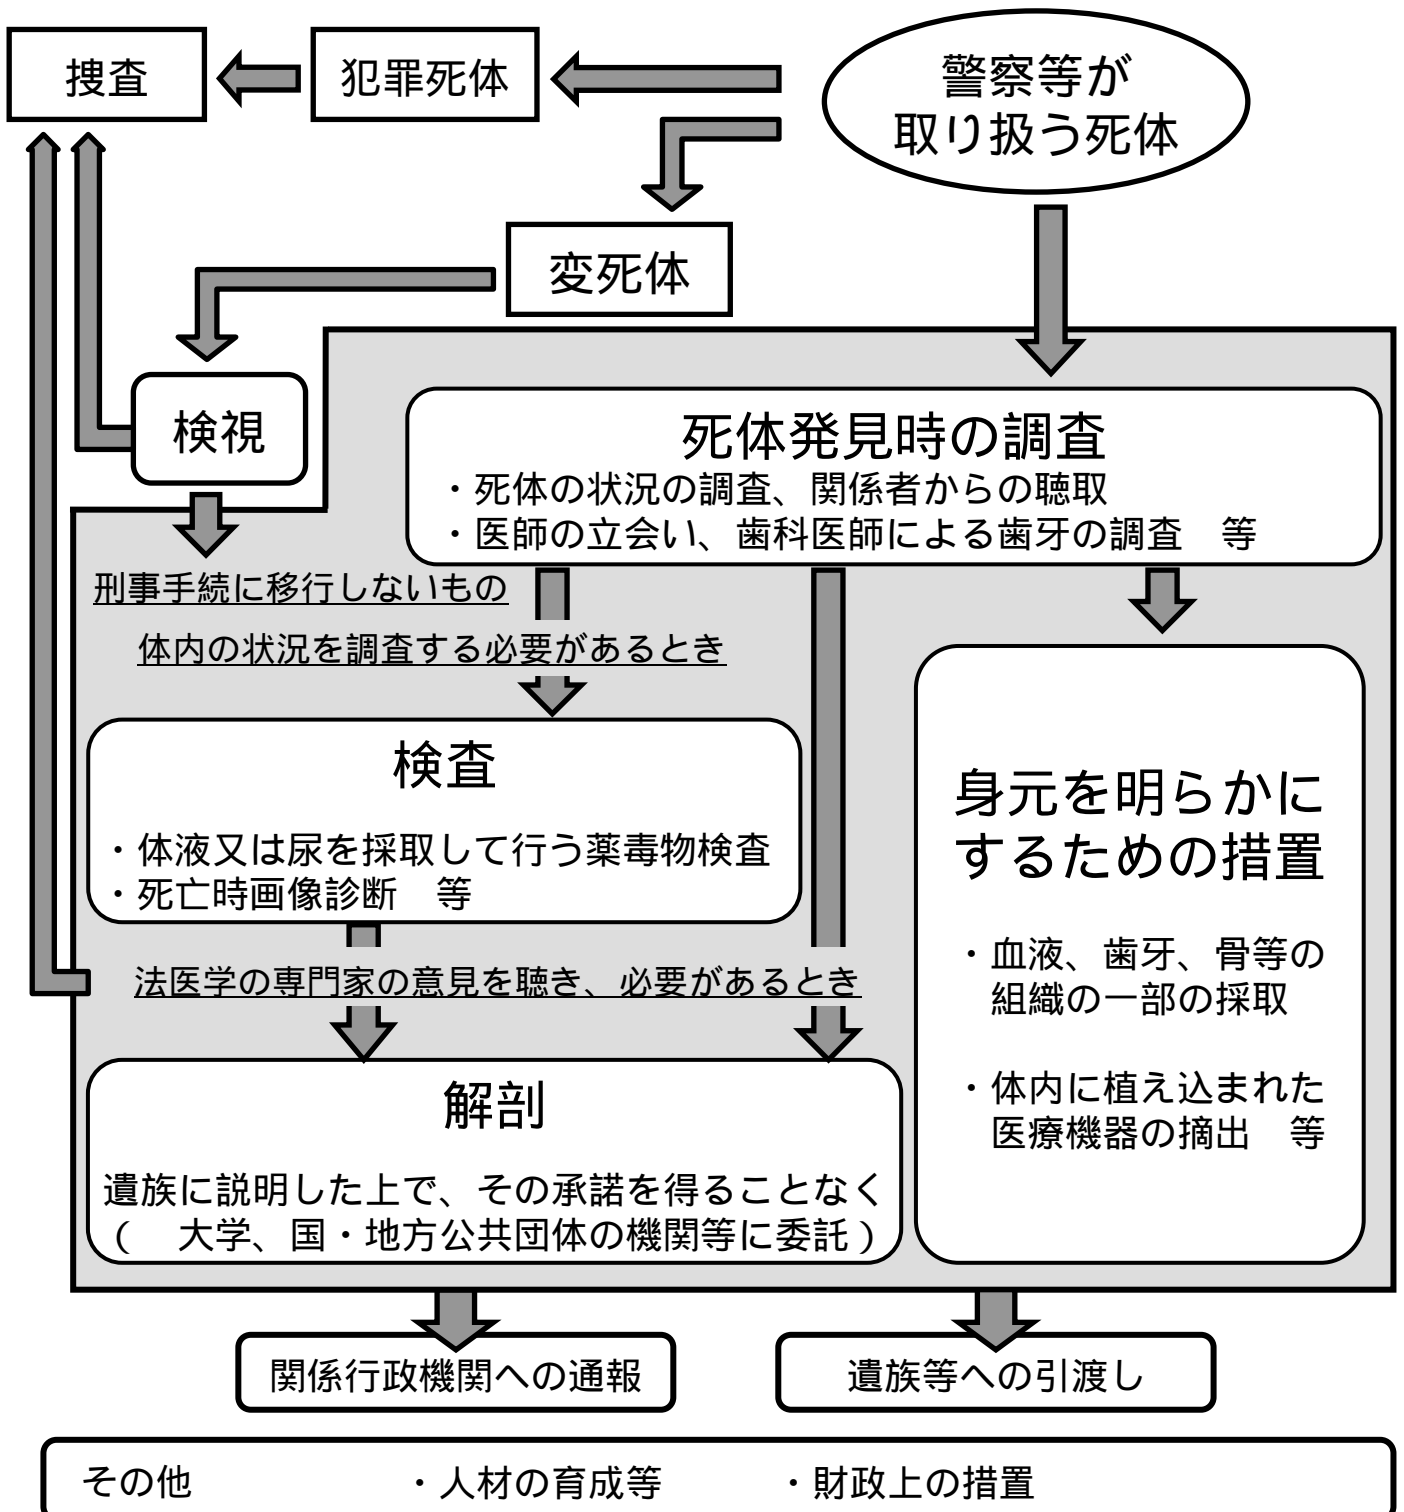 捜査
犯罪死体
警察等が
取り扱う死体
変死体
検視
死体発見時の調査
・死体の状況の調査、関係者からの聴取
・医師の立会い、歯科医師による歯牙の調査　等
刑事手続に移行しないもの
体内の状況を調査する必要があるとき
検査
・体液又は尿を採取して行う薬毒物検査
・死亡時画像診断　等
身元を明らかに
するための措置
・血液、歯牙、骨等の
組織の一部の採取
・体内に植え込まれた
医療機器の摘出　等
法医学の専門家の意見を聴き、必要があるとき
解剖
遺族に説明した上で、その承諾を得ることなく
(　大学、国・地方公共団体の機関等に委託)
関係行政機関への通報
遺族等への引渡し
その他　・人材の育成等　・財政上の措置